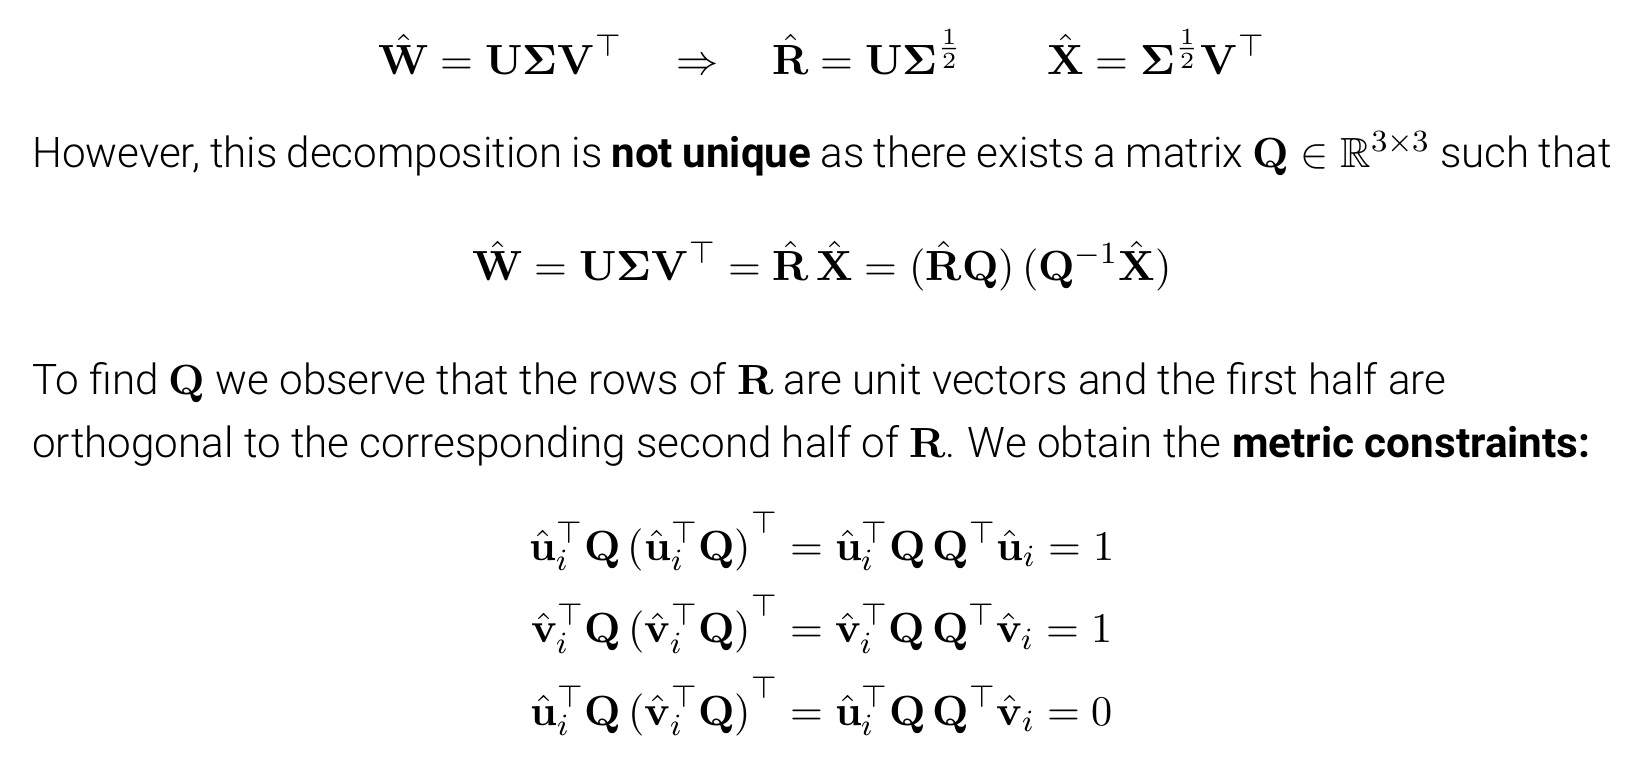 Ŵ = UΣV⊤ ⇒ R̂ = UΣ^{1/2} X̂ = Σ^{1/2}V⊤
However, this decomposition is not unique as there exists a matrix Q ∈ ℝ^{3×3} such that
Ŵ = UΣV⊤ = R̂ X̂ = (R̂Q) (Q^{−1}X̂)
To find Q we observe that the rows of R are unit vectors and the first half are
orthogonal to the corresponding second half of R. We obtain the metric constraints:
û_i⊤Q (û_i⊤Q)⊤ = û_i⊤Q Q⊤û_i = 1
v̂_i⊤Q (v̂_i⊤Q)⊤ = v̂_i⊤Q Q⊤v̂_i = 1
û_i⊤Q (v̂_i⊤Q)⊤ = û_i⊤Q Q⊤v̂_i = 0